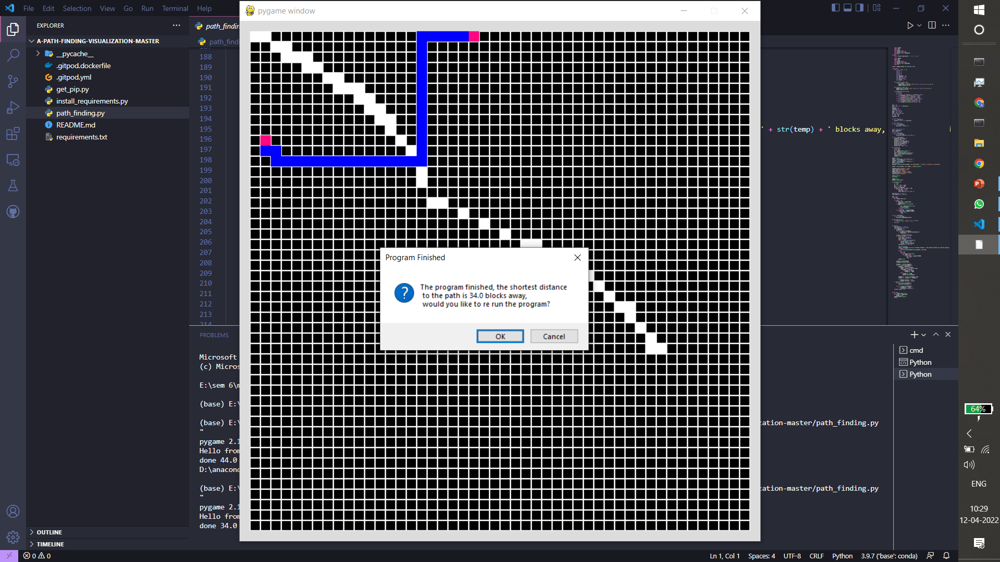 File Edit Selection View Go Run Terminal Help
pygame window
EXPLORER
A-PATH-FINDING-VISUALIZATION-MASTER
__pycache__
.gitpod.dockerfile
.gitpod.yml
get_pip.py
install_requirements.py
path_finding.py
README.md
requirements.txt
OUTLINE
TIMELINE
188
189
190
191
192
193
194
195
196
197
198
199
200
201
202
203
204
205
206
207
208
209
210
211
212
213
214
' + str(temp) + ' blocks away,
Program Finished
The program finished, the shortest distance
to the path is 34.0 blocks away,
would you like to re run the program?
OK Cancel
PROBLEMS
Microsoft
E:\sem 6\
(base) E:\
(base) E:\
zation-master/path_finding.py
"
pygame 2.1
Hello from
done 44.0
(base) E:\
zation-master/path_finding.py
"
pygame 2.1
Hello from
done 34.0
cmd
Python
Python
0 0
Ln 1, Col 1 Spaces: 4 UTF-8 CRLF Python 3.9.7 ('base': conda)
64%
ENG
10:29
12-04-2022